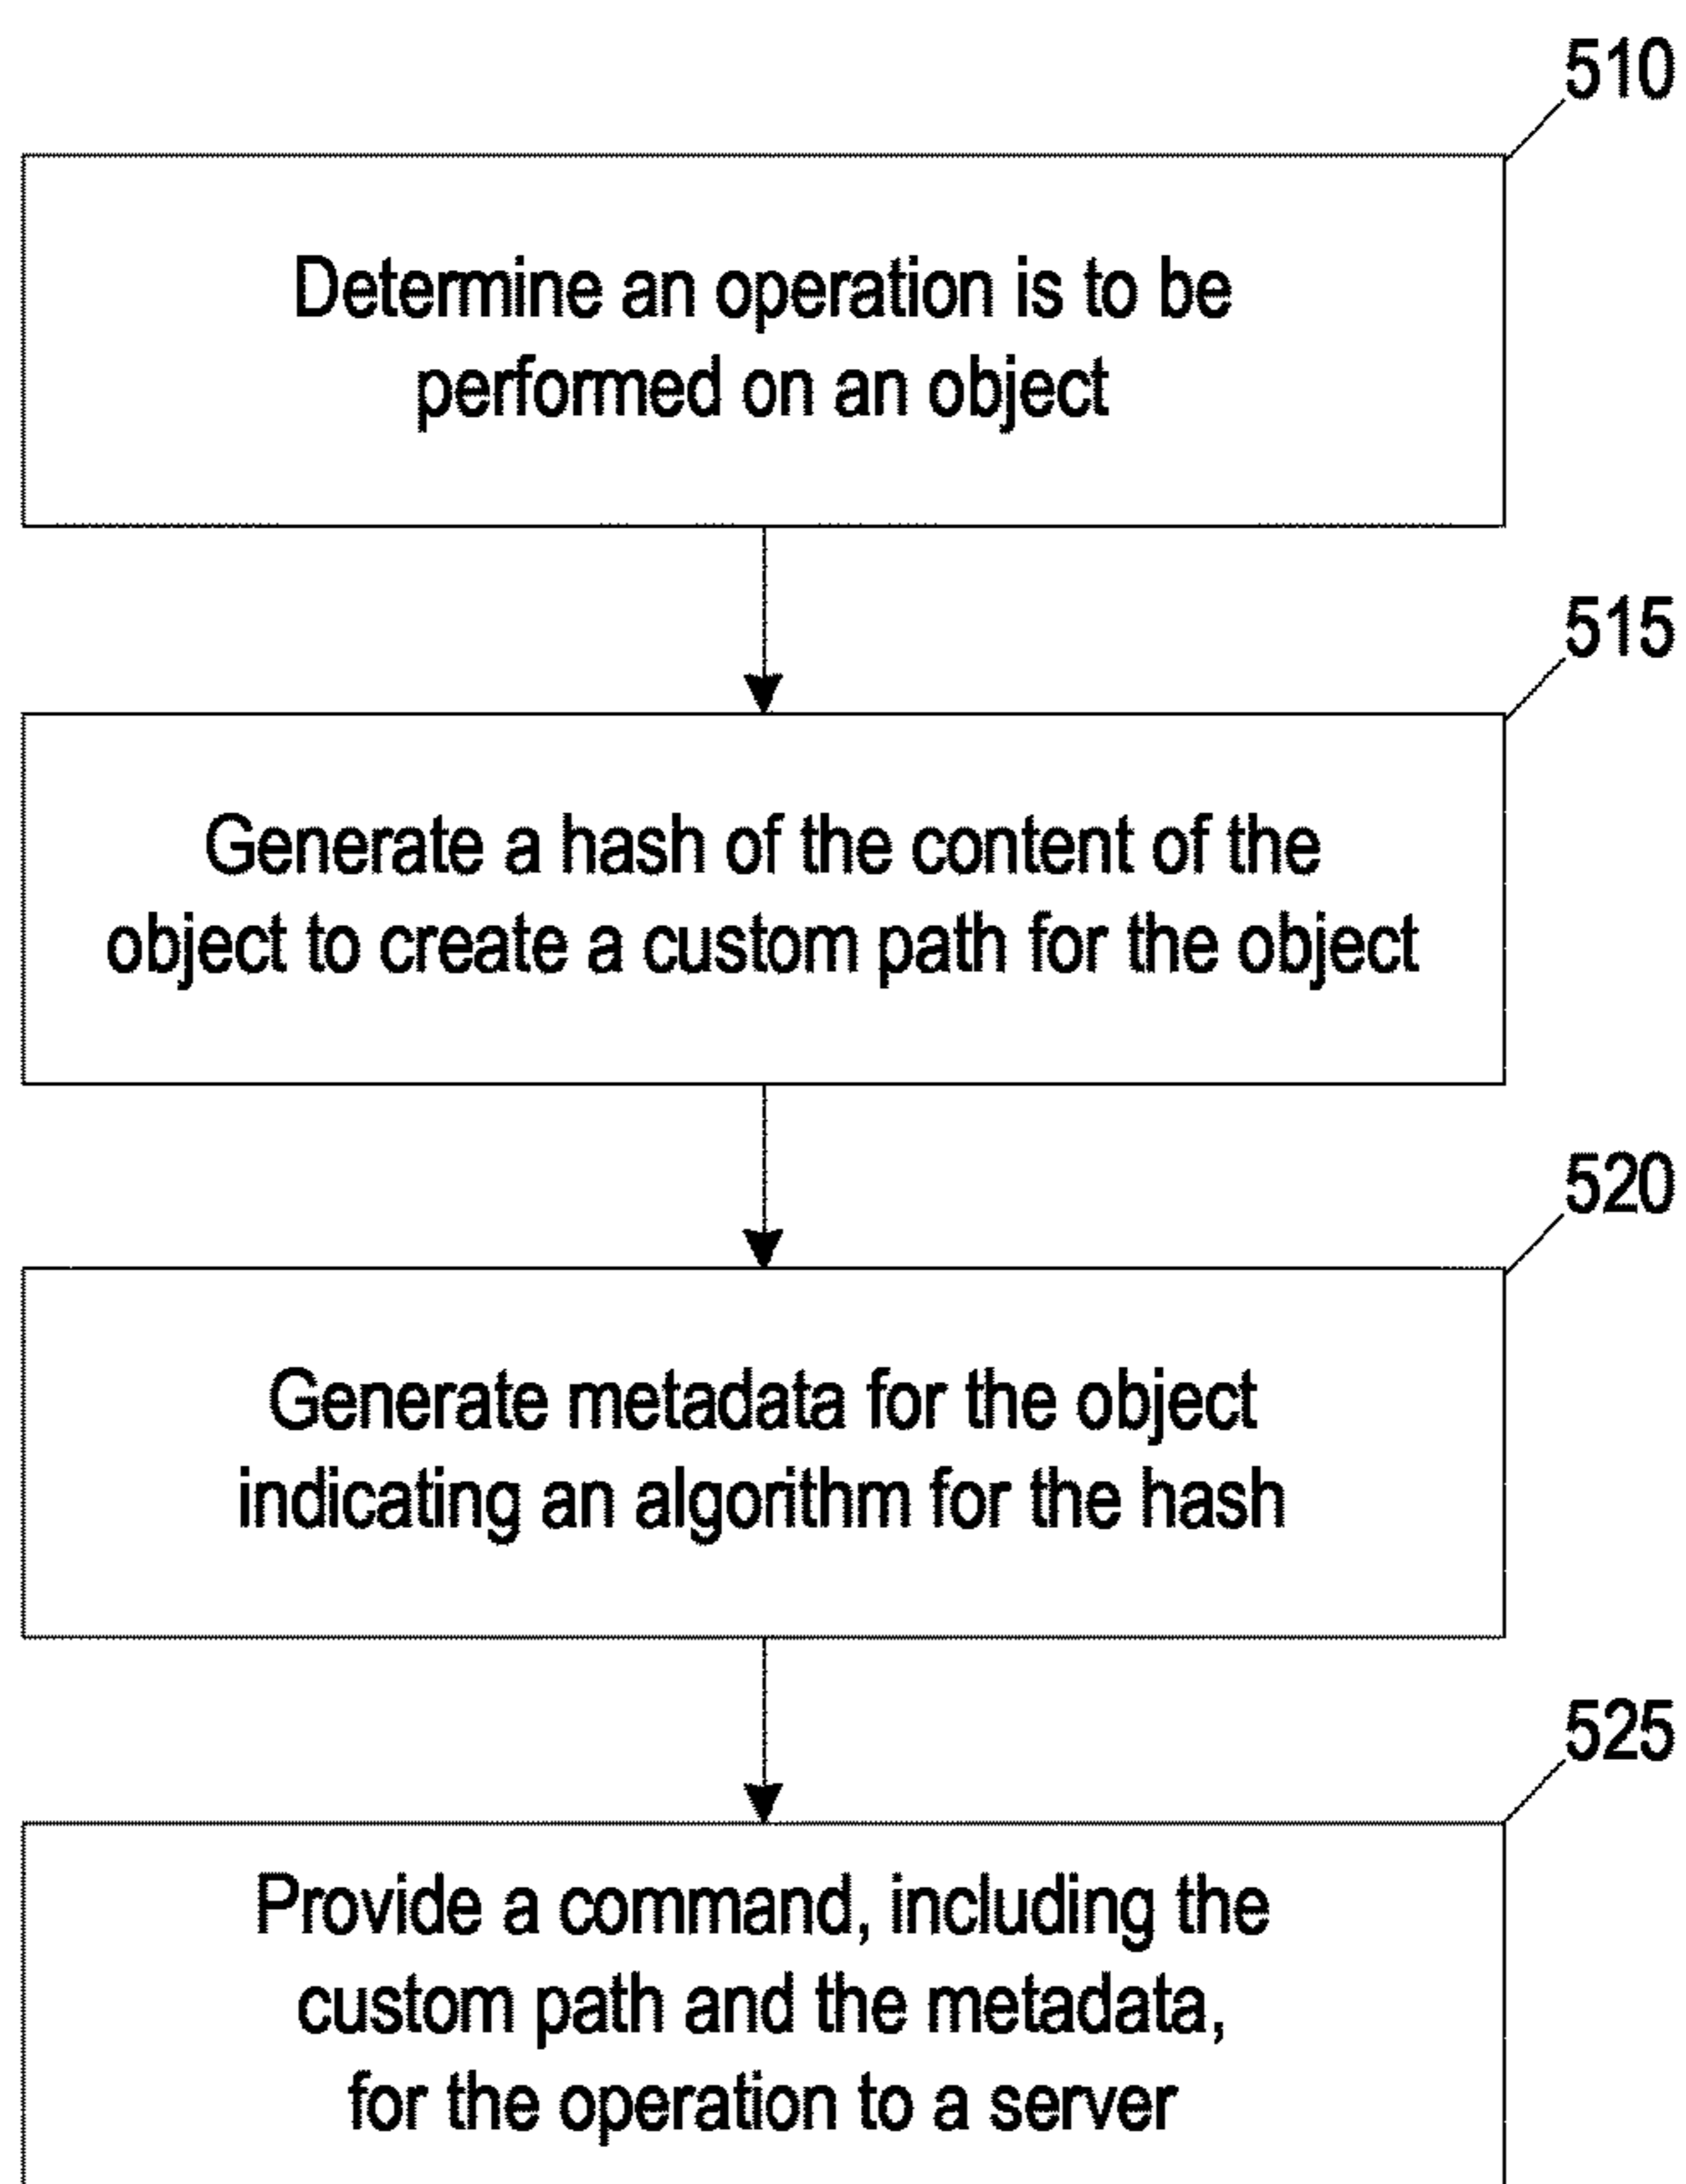 510
Determine an operation is to be
performed on an object
515
Generate a hash of the content of the
object to create a custom path for the object
520
Generate metadata for the object
indicating an algorithm for the hash
525
Provide a command, including the
custom path and the metadata,
for the operation to a server